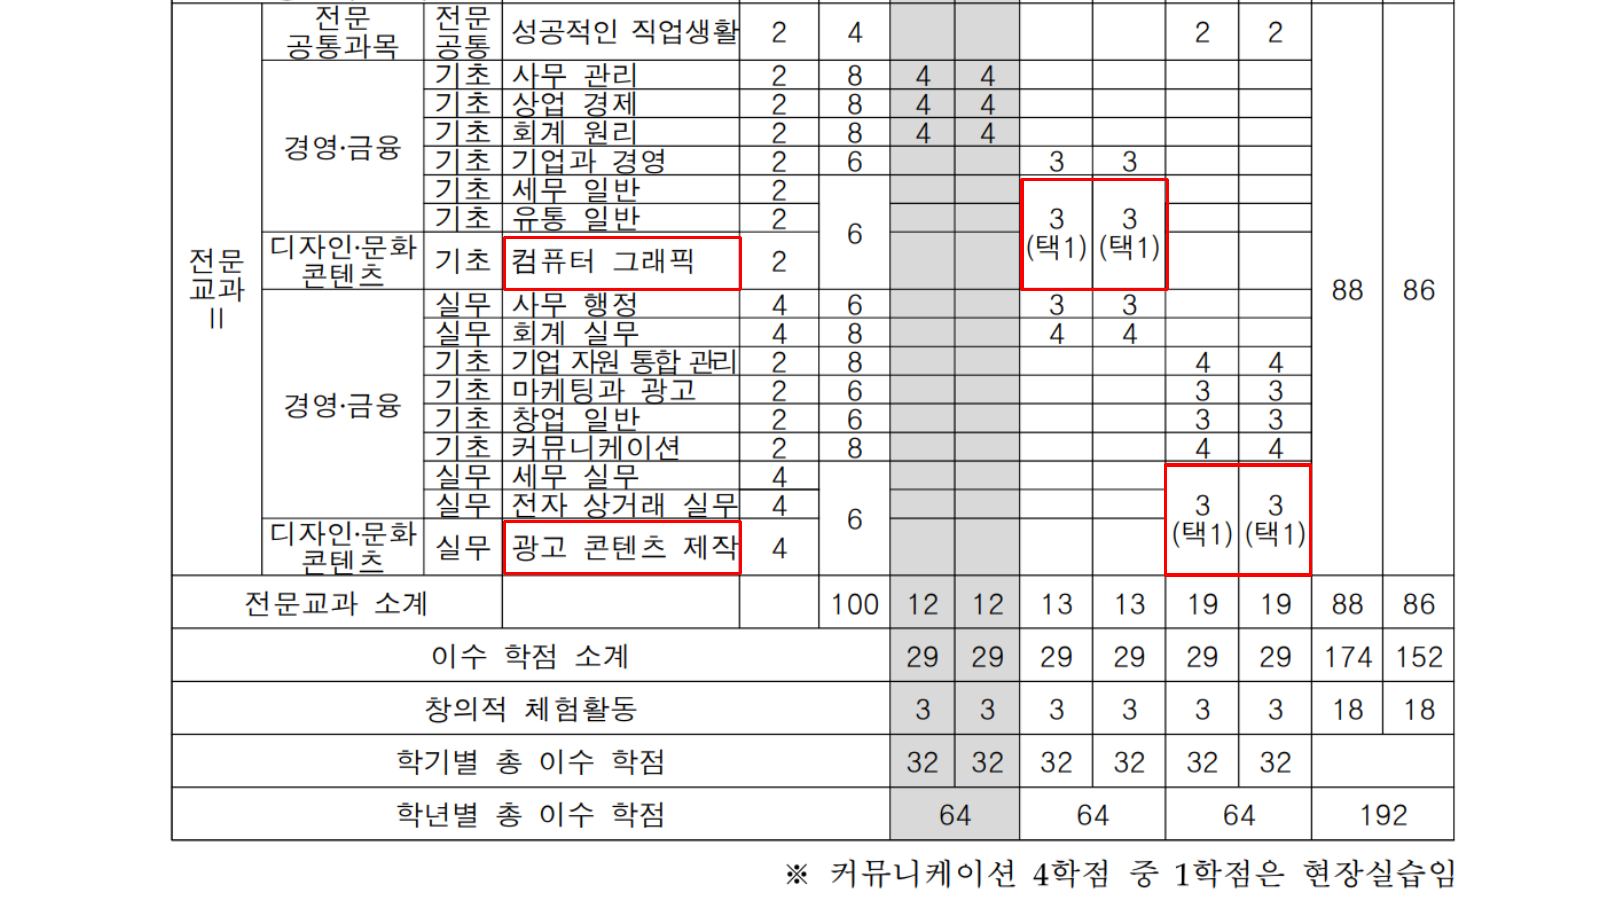 전문 공통과목 전문 공통 성공적인 직업생활 2 4 2 2
경영·금융 기초 사무 관리 2 8 4 4
기초 상업 경제 2 8 4 4
기초 회계 원리 2 8 4 4
기초 기업과 경영 2 6 3 3
기초 세무 일반 2
기초 유통 일반 2 6 3 (택1) 3 (택1)
디자인·문화 콘텐츠 기초 컴퓨터 그래픽 2
전문 교과 Ⅱ 88 86
경영·금융 실무 사무 행정 4 6 3 3
실무 회계 실무 4 8 4 4
기초 기업 자원 통합 관리 2 8 4 4
기초 마케팅과 광고 2 6 3 3
기초 창업 일반 2 6 3 3
기초 커뮤니케이션 2 8 4 4
실무 세무 실무 4
실무 전자 상거래 실무 4 6 3 (택1) 3 (택1)
디자인·문화 콘텐츠 실무 광고 콘텐츠 제작 4
전문교과 소계 100 12 12 13 13 19 19 88 86
이수 학점 소계 29 29 29 29 29 29 174 152
창의적 체험활동 3 3 3 3 3 3 18 18
학기별 총 이수 학점 32 32 32 32 32 32
학년별 총 이수 학점 64 64 64 192
※ 커뮤니케이션 4학점 중 1학점은 현장실습임